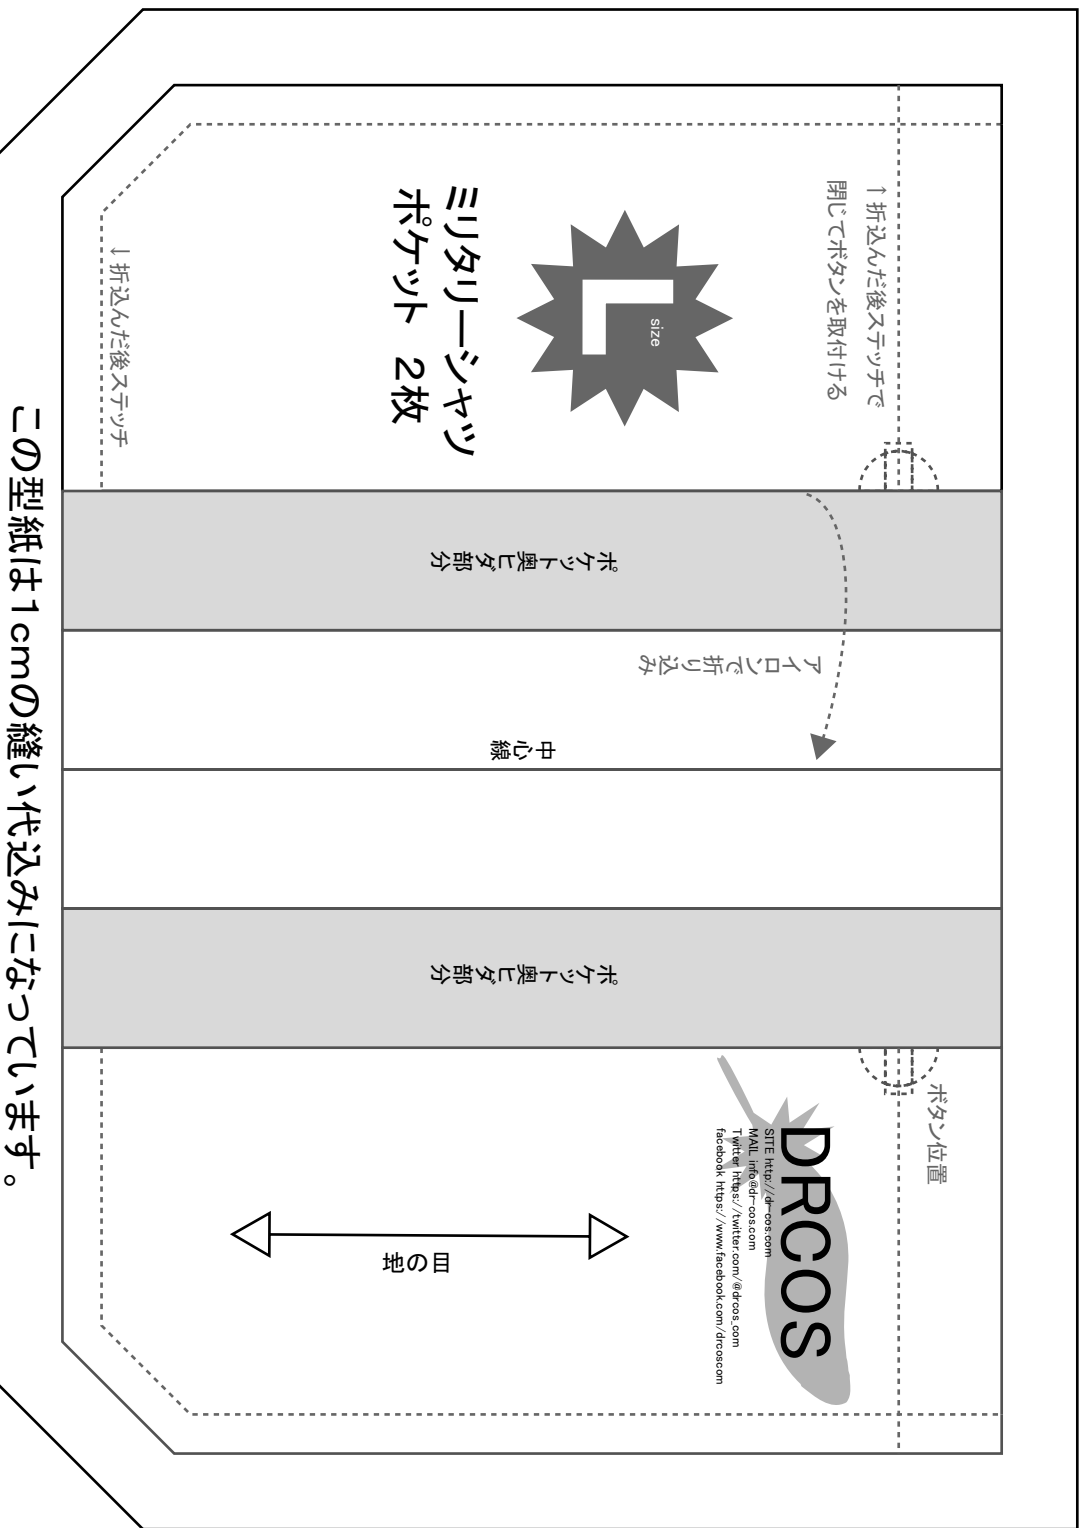 ↑折込んだ後ステッチで
閉じてボタンを取付ける
L
size
ミリタリーシャツ
ポケット 2枚
↓折込んだ後ステッチ
ポケット奥ヒダ部分
アイロンで折り込み
中心線
ポケット奥ヒダ部分
ボタン位置
DRCOS
SITE http://dr-cos.com
MAIL info@dr-cos.com
Twitter https://twitter.com/@drcos_com
facebook https://www.facebook.com/drcoscom
地の目
この型紙は1cmの縫い代込みになっています。